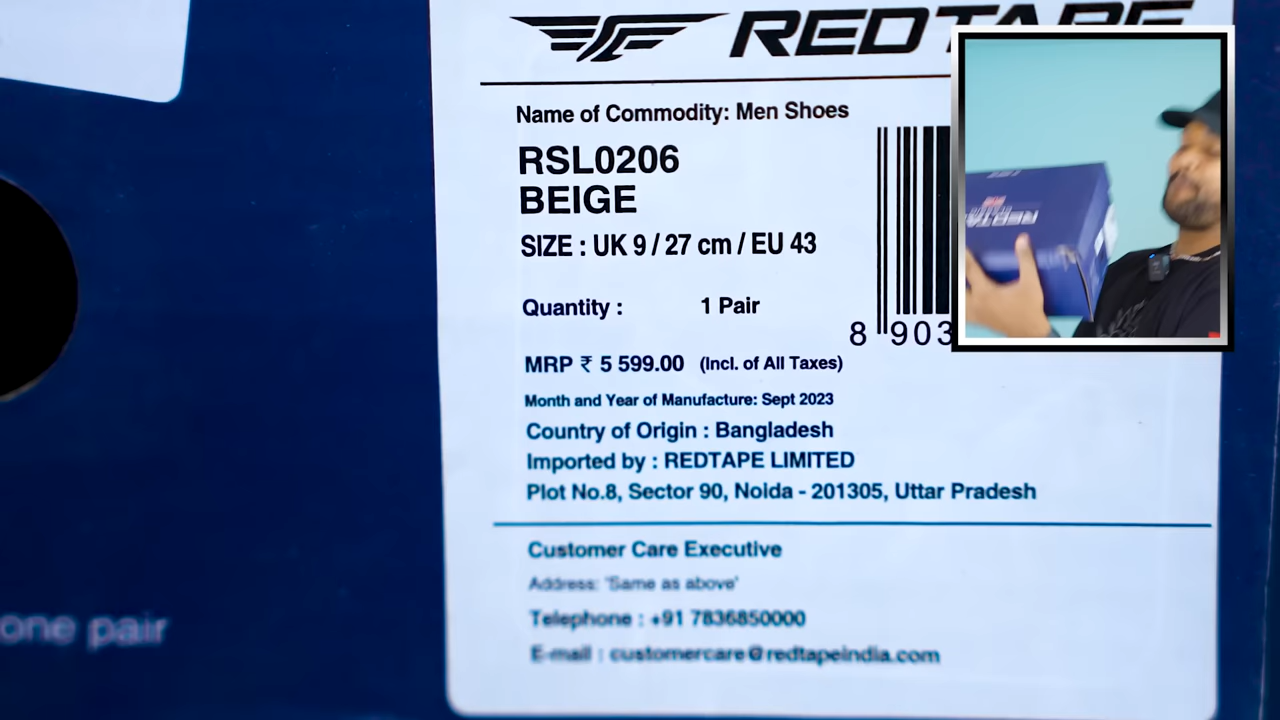 REDTAPE
Name of Commodity: Men Shoes
RSL0206
BEIGE
SIZE : UK 9 / 27 cm / EU 43
Quantity : 1 Pair
8 903
MRP ₹ 5 599.00 (Incl. of All Taxes)
Month and Year of Manufacture: Sept 2023
Country of Origin : Bangladesh
Imported by : REDTAPE LIMITED
Plot No.8, Sector 90, Noida - 201305, Uttar Pradesh
Customer Care Executive
Address: 'Same as above'
Telephone : +91 7836850000
E-mail : customercare@redtapeindia.com
one pair